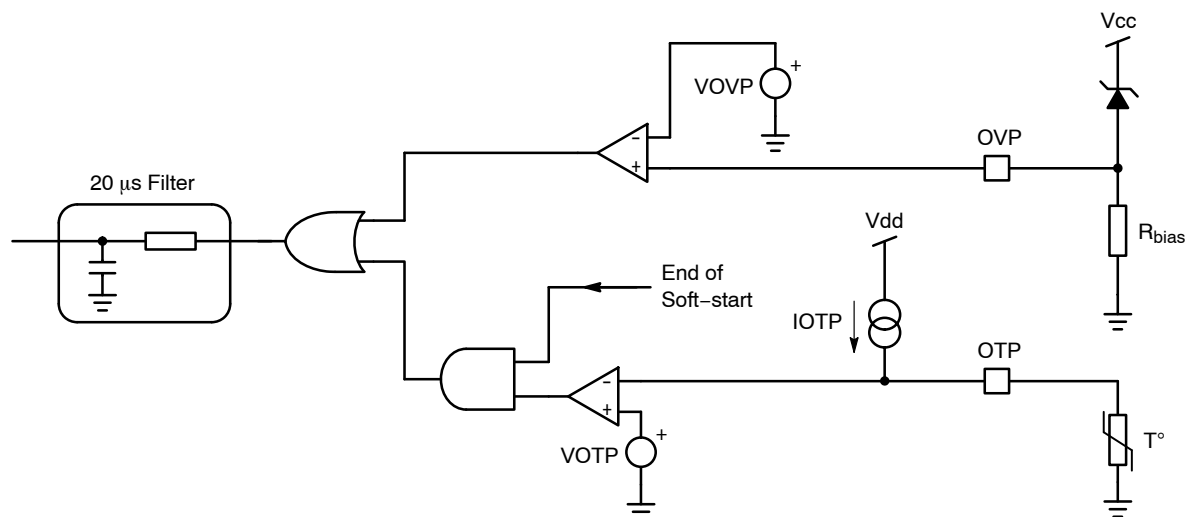 Vcc
+
VOVP
-
+
OVP
20 μs Filter
Vdd
Rbias
End of
Soft−start
IOTP
OTP
-
+
+
VOTP
T°